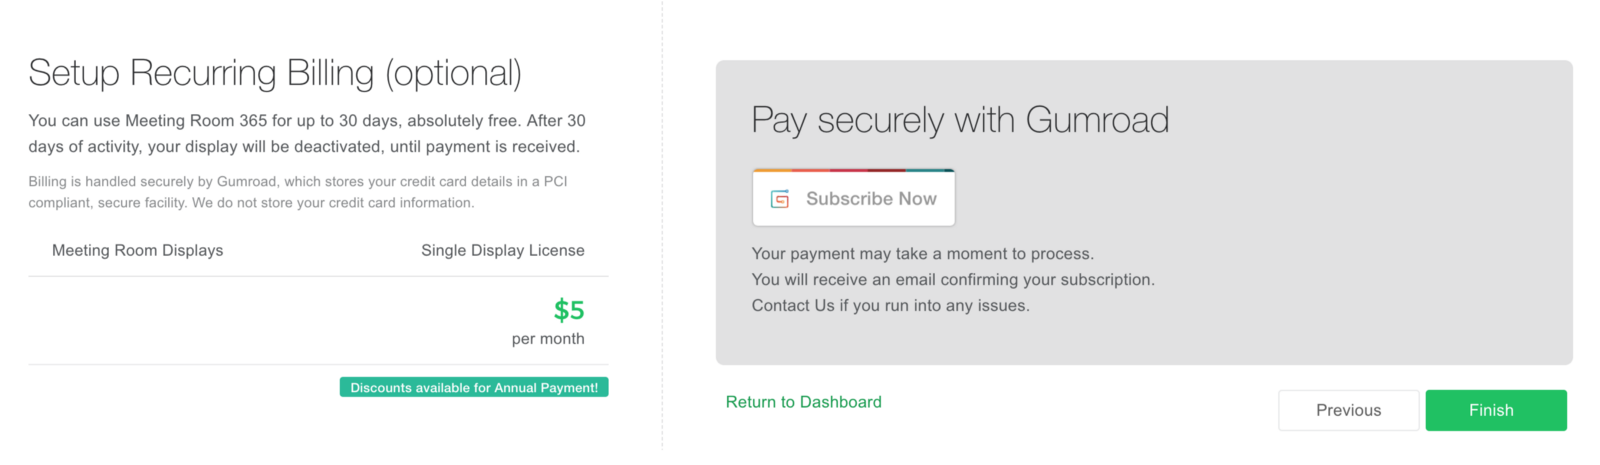 Setup Recurring Billing (optional)
You can use Meeting Room 365 for up to 30 days, absolutely free. After 30
days of activity, your display will be deactivated, until payment is received.
Billing is handled securely by Gumroad, which stores your credit card details in a PCI
compliant, secure facility. We do not store your credit card information.
Meeting Room Displays Single Display License
$5
per month
Discounts available for Annual Payment!
Pay securely with Gumroad
Subscribe Now
Your payment may take a moment to process.
You will receive an email confirming your subscription.
Contact Us if you run into any issues.
Return to Dashboard
Previous
Finish